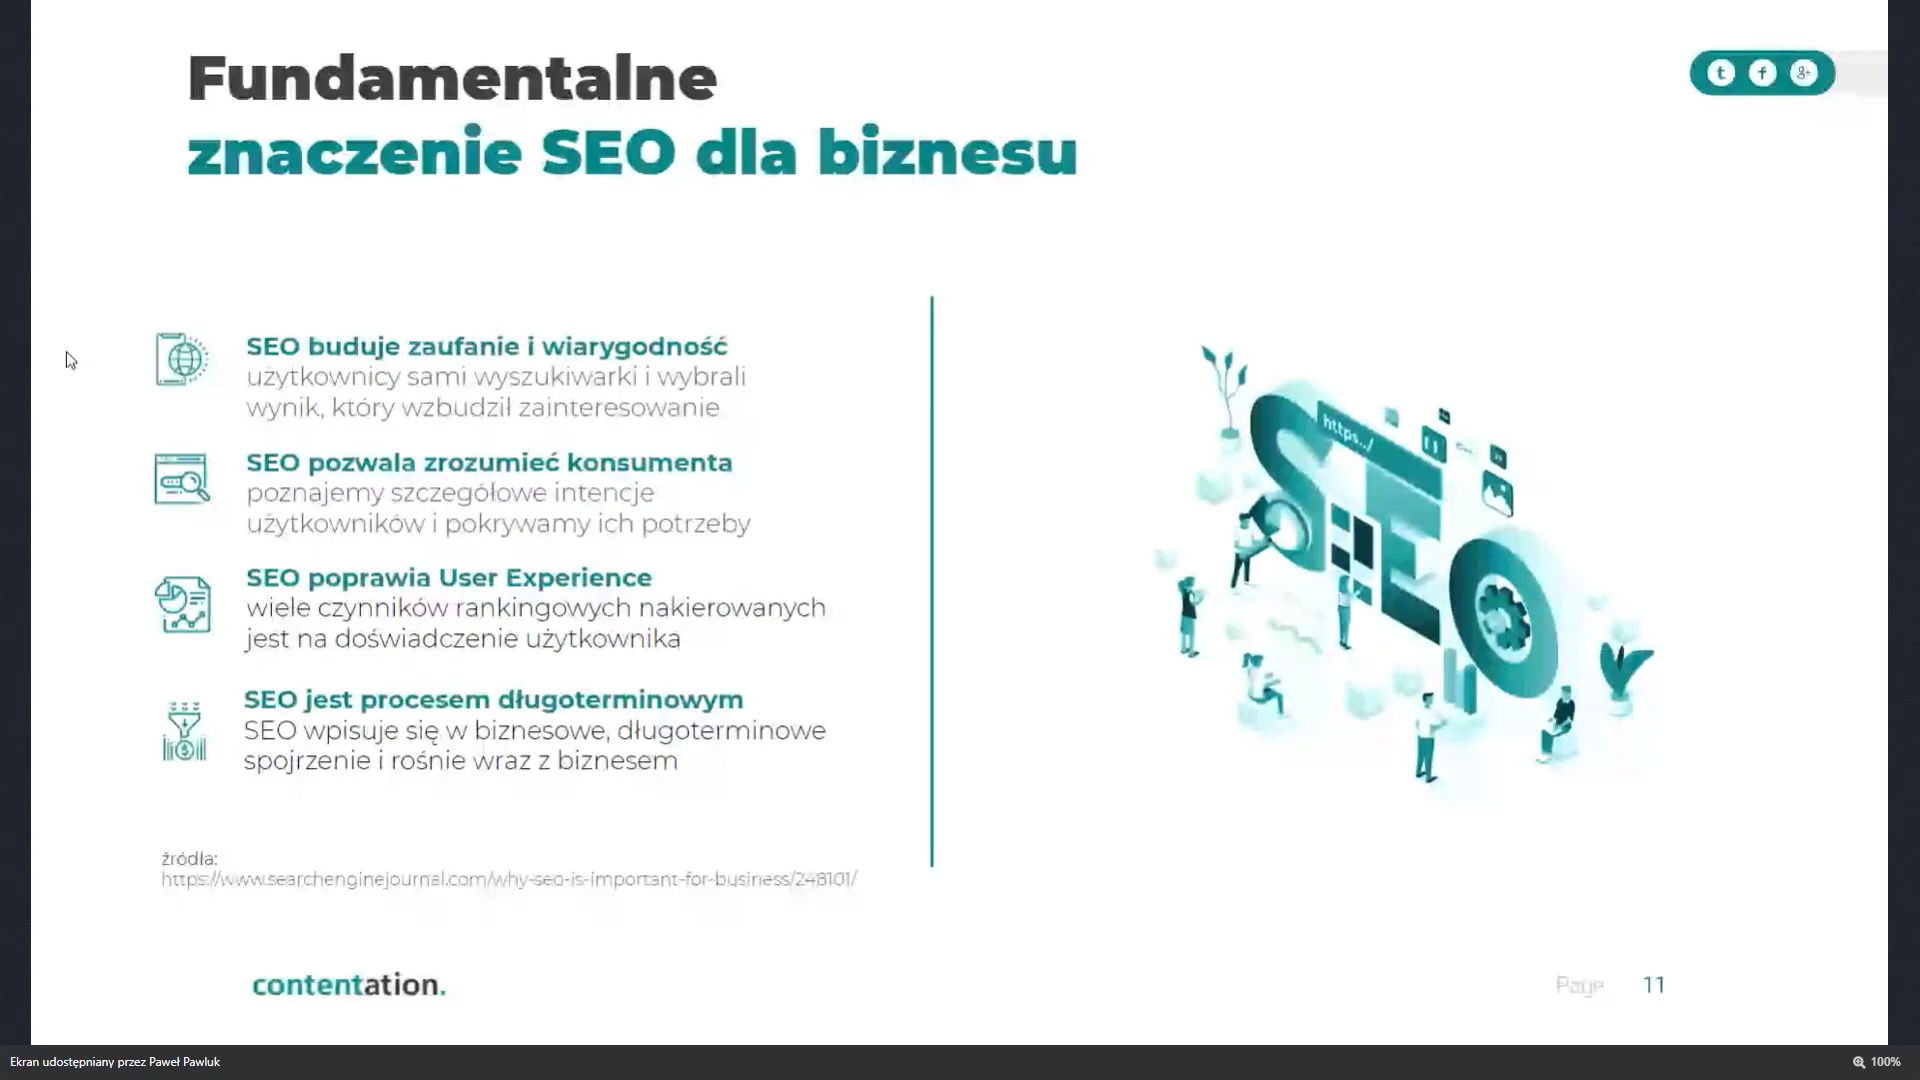 Fundamentalne
znaczenie SEO dla biznesu
SEO buduje zaufanie i wiarygodność
użytkownicy sami wyszukiwarki i wybrali
wynik, który wzbudził zainteresowanie
SEO pozwala zrozumieć konsumenta
poznajemy szczegółowe intencje
użytkowników i pokrywamy ich potrzeby
SEO poprawia User Experience
wiele czynników rankingowych nakierowanych
jest na doświadczenie użytkownika
SEO jest procesem długoterminowym
SEO wpisuje się w biznesowe, długoterminowe
spojrzenie i rośnie wraz z biznesem
źródła:
https://www.searchenginejournal.com/why-seo-is-important-for-business/248101/
https../
SEO
contentation.
Page 11
Ekran udostępniany przez Paweł Pawluk
100%